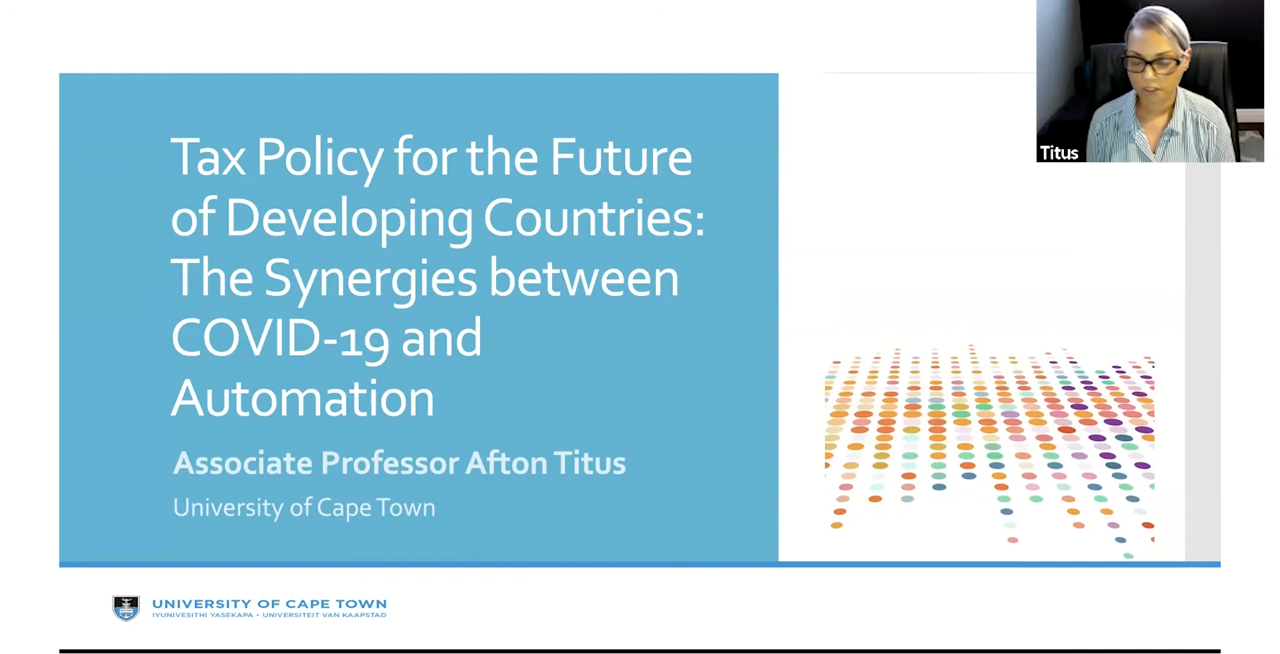 Tax Policy for the Future
of Developing Countries:
The Synergies between
COVID-19 and
Automation
Associate Professor Afton Titus
University of Cape Town
Titus
UNIVERSITY OF CAPE TOWN
IYUNIVESITHI YASEKAPA • UNIVERSITEIT VAN KAAPSTAD